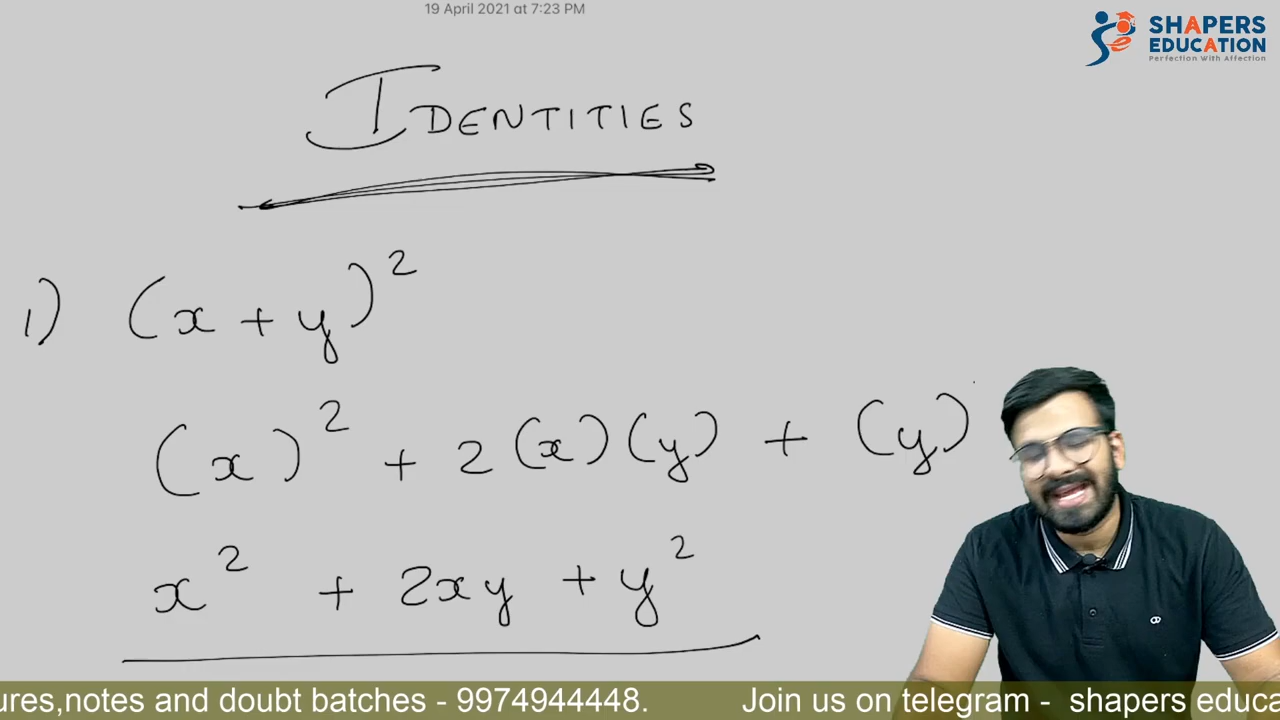 19 April 2021 at 7:23 PM
SHAPERS
EDUCATION
Perfection With Affection
IDENTITIES
1) (x + y)²
(x)² + 2(x)(y) + (y)
x² + 2xy + y²
ures,notes and doubt batches - 9974944448. Join us on telegram - shapers educa